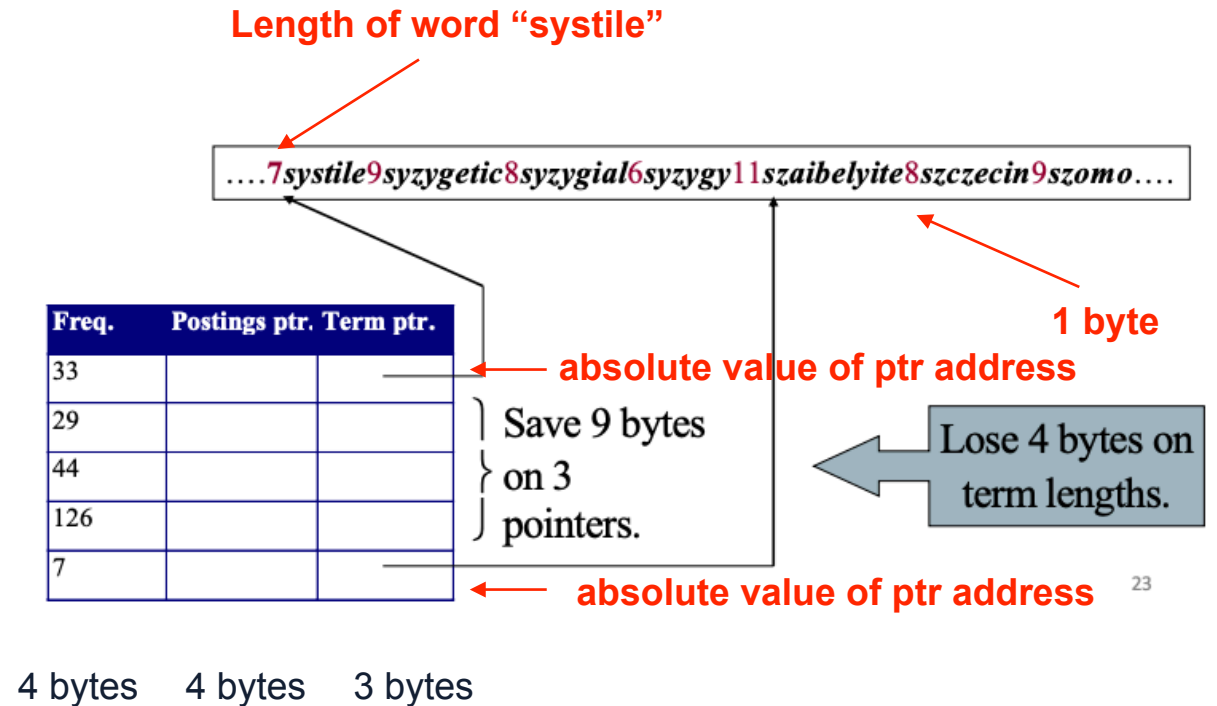 Length of word “systile”
….7systile9syzygetic8syzygial6syzygy11szaibelyite8szczecin9szomo….
1 byte
Freq. Postings ptr. Term ptr.
33
absolute value of ptr address
29
Save 9 bytes
44
on 3
126
pointers.
Lose 4 bytes on
term lengths.
7
absolute value of ptr address
23
4 bytes 4 bytes 3 bytes